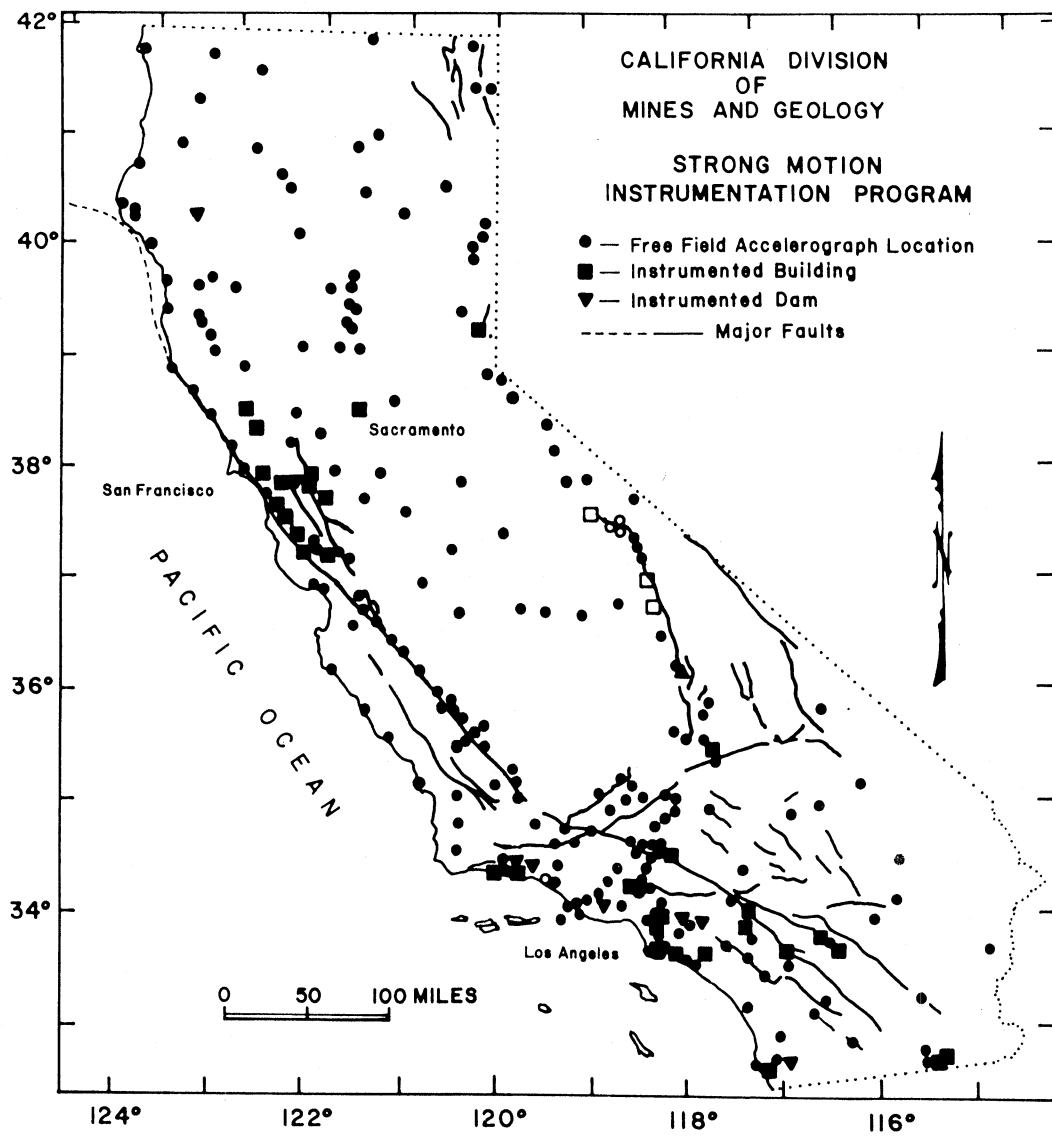 42°
CALIFORNIA DIVISION
OF
MINES AND GEOLOGY
STRONG MOTION
INSTRUMENTATION PROGRAM
● — Free Field Accelerograph Location
■ — Instrumented Building
▼ — Instrumented Dam
Major Faults
40°
Sacramento
38°
San Francisco
PACIFIC OCEAN
36°
34°
Los Angeles
0 50 100 MILES
124° 122° 120° 118° 116°